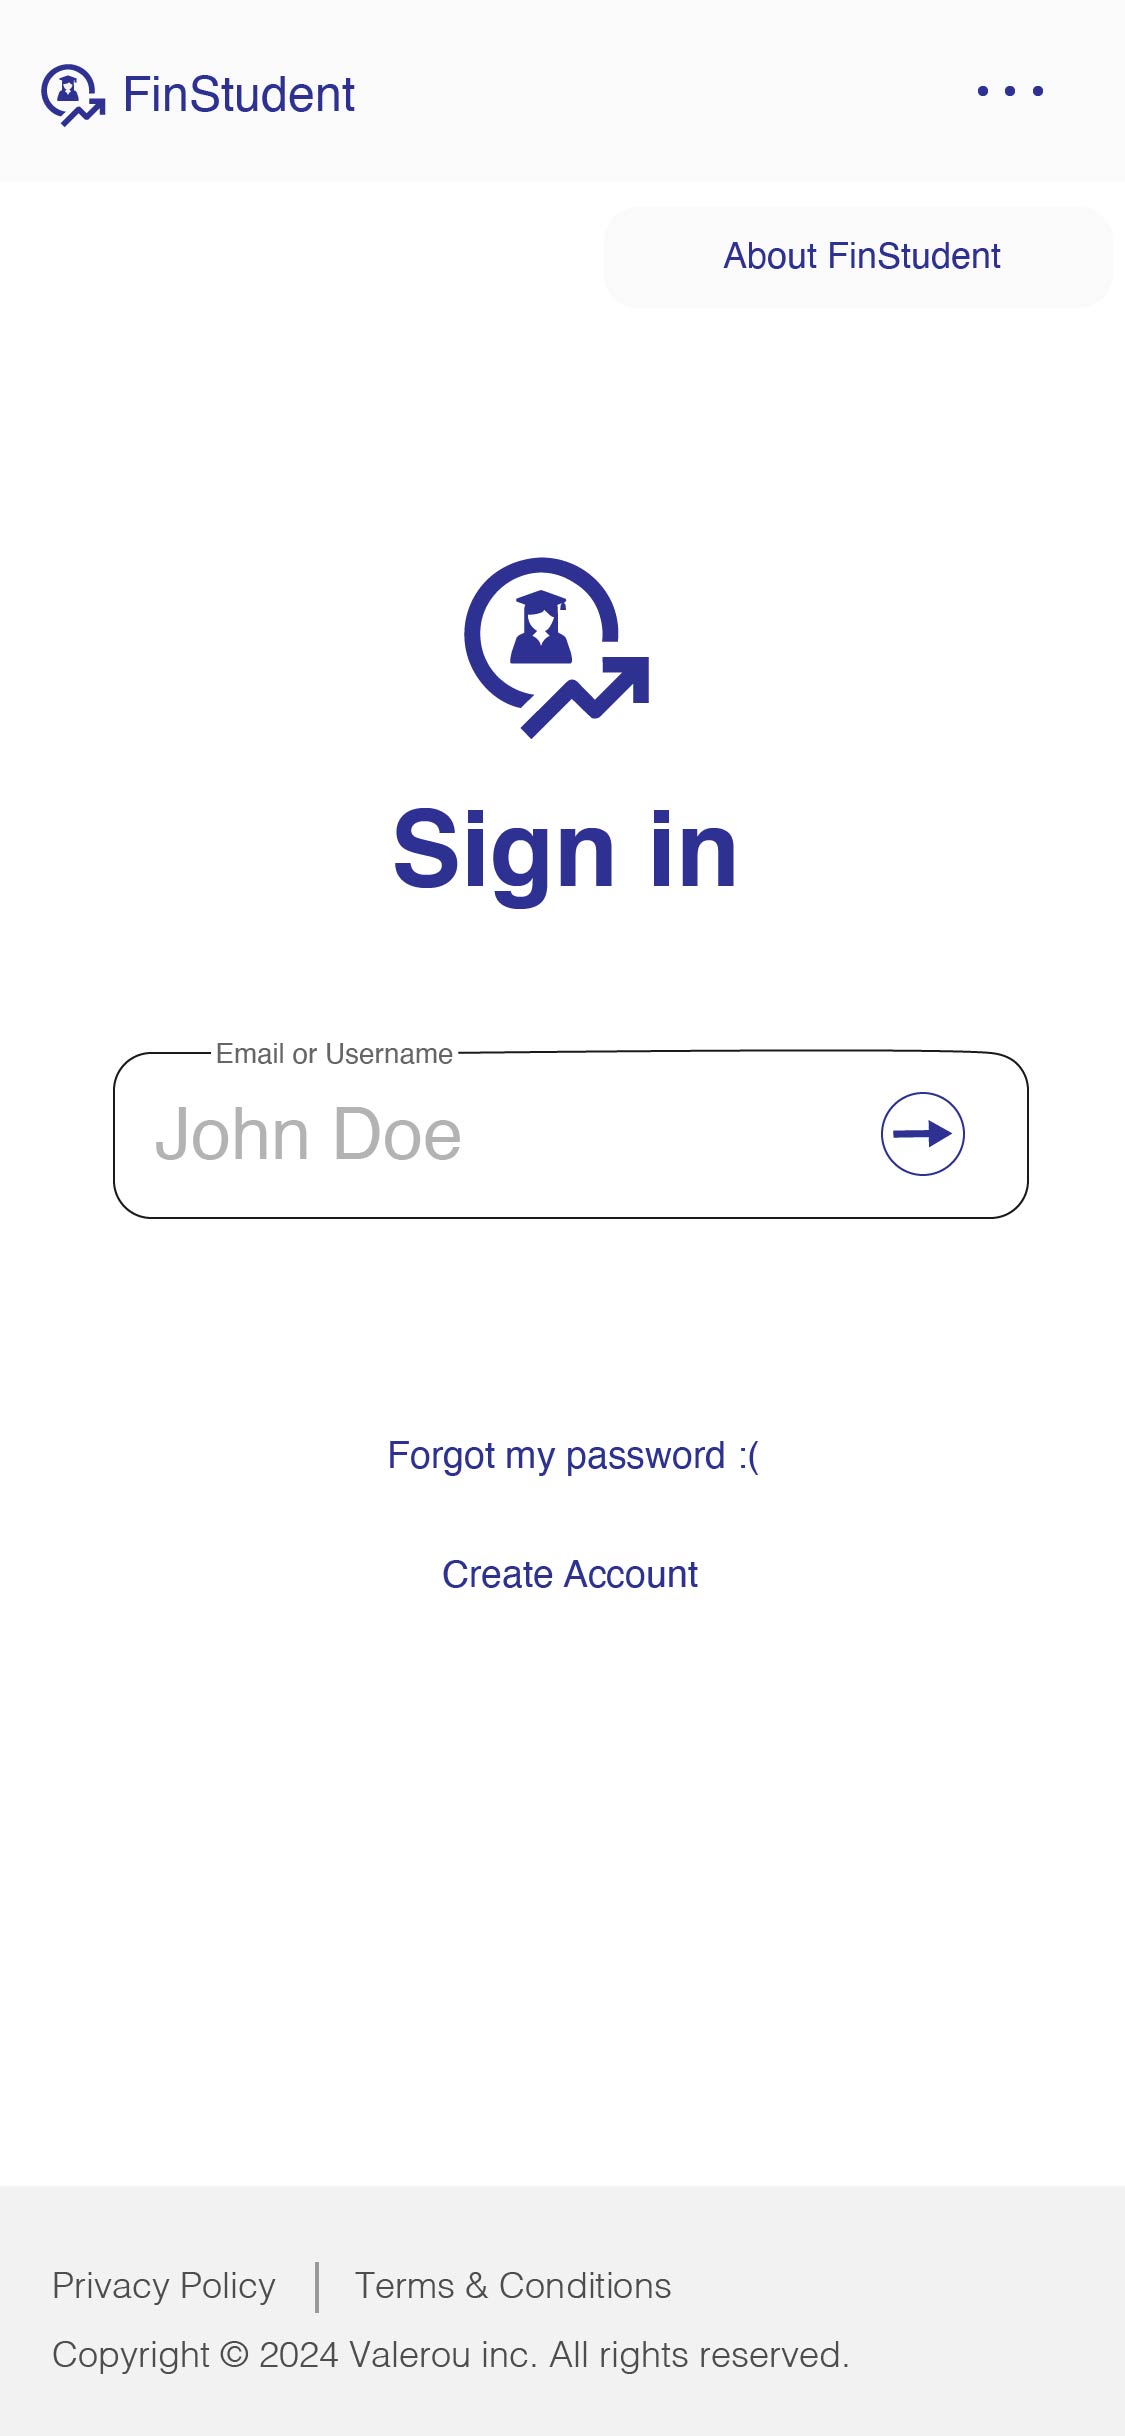 FinStudent
About FinStudent
Sign in
Email or Username
John Doe
Forgot my password :(
Create Account
Privacy Policy | Terms & Conditions
Copyright © 2024 Valerou inc. All rights reserved.